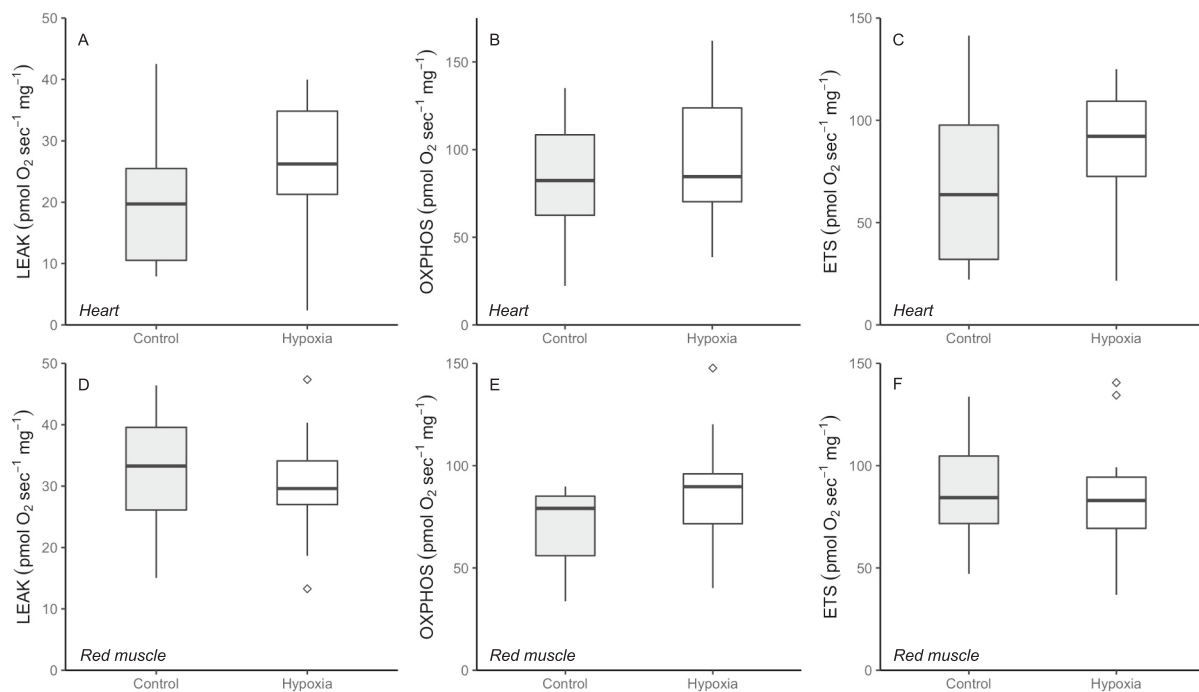 A
LEAK (pmol O₂ sec⁻¹ mg⁻¹)
50
40
30
20
10
0
Heart
Control
Hypoxia
B
OXPHOS (pmol O₂ sec⁻¹ mg⁻¹)
150
100
50
0
Heart
Control
Hypoxia
C
ETS (pmol O₂ sec⁻¹ mg⁻¹)
150
100
50
0
Heart
Control
Hypoxia
D
LEAK (pmol O₂ sec⁻¹ mg⁻¹)
50
40
30
20
10
0
Red muscle
Control
Hypoxia
E
OXPHOS (pmol O₂ sec⁻¹ mg⁻¹)
150
100
50
0
Red muscle
Control
Hypoxia
F
ETS (pmol O₂ sec⁻¹ mg⁻¹)
150
100
50
0
Red muscle
Control
Hypoxia